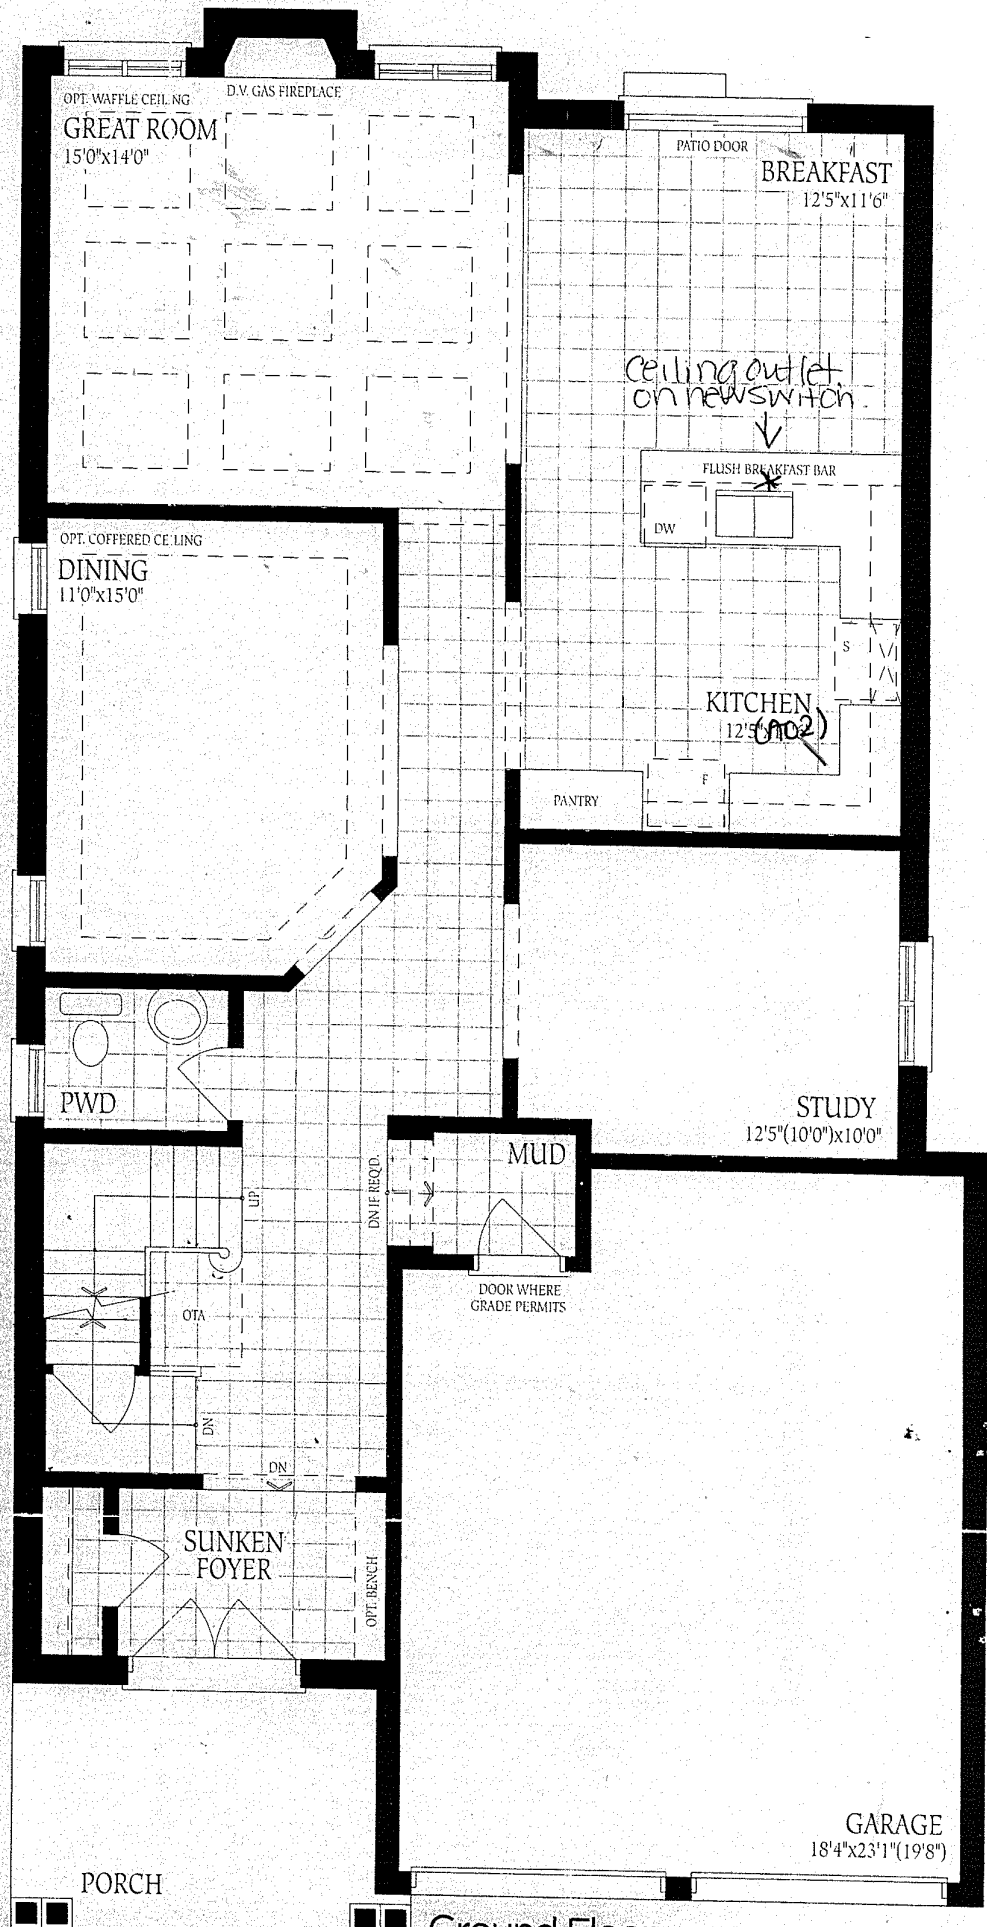 OPT. WAFFLE CEILING
GREAT ROOM
15'0"x14'0"
D.V. GAS FIREPLACE
PATIO DOOR
BREAKFAST
12'5"x11'6"
Ceiling outlet
on new switch
FLUSH BREAKFAST BAR
DW
S
KITCHEN
(A02)
F
PANTRY
OPT. COFFERED CEILING
DINING
11'0"x15'0"
PWD
STUDY
12'5"(10'0")x10'0"
MUD
DN IF REQ'D.
UP
DOOR WHERE
GRADE PERMITS
OTA
DN
DN
SUNKEN
FOYER
OPT. BENCH
GARAGE
18'4"x23'1"(19'8")
PORCH
Ground